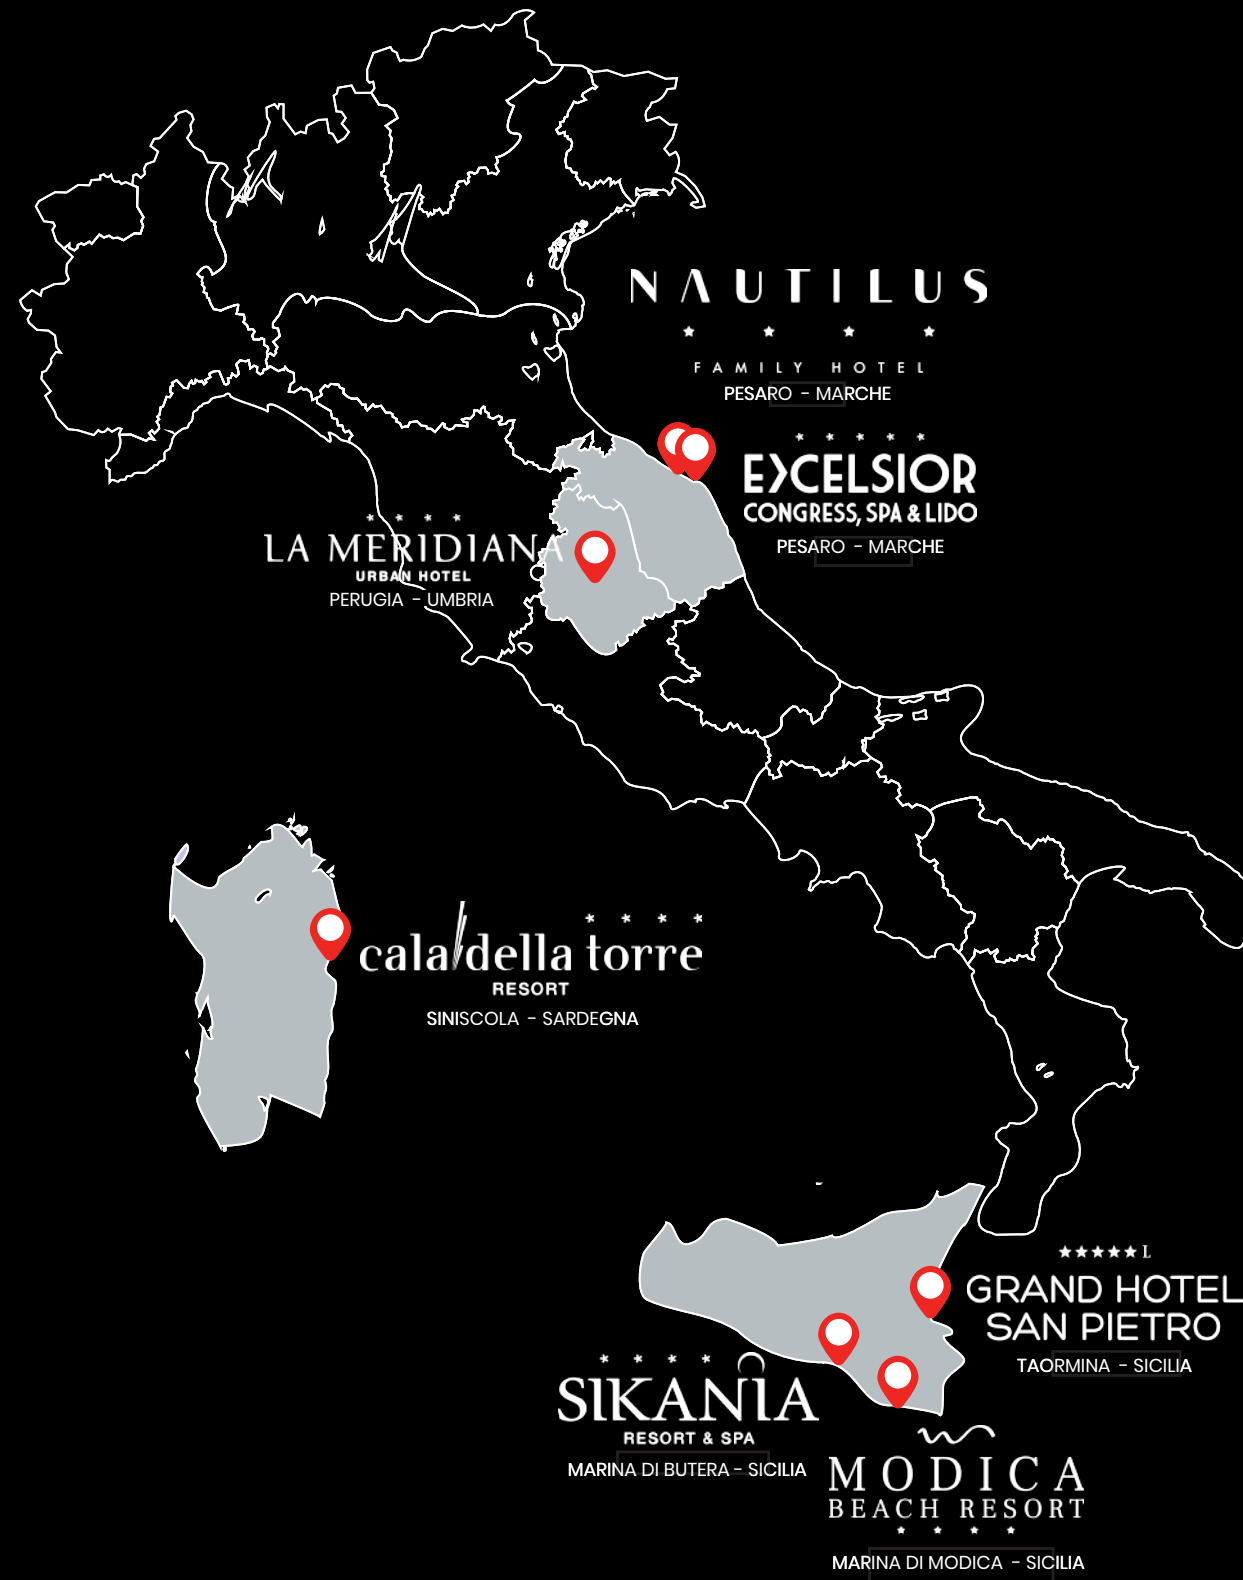 NAUTILUS
FAMILY HOTEL
PESARO - MARCHE
EXCELSIOR
CONGRESS, SPA & LIDO
PESARO - MARCHE
LA MERIDIANA
URBAN HOTEL
PERUGIA - UMBRIA
cala della torre
RESORT
SINISCOLA - SARDEGNA
L
GRAND HOTEL
SAN PIETRO
TAORMINA - SICILIA
SIKANIA
RESORT & SPA
MARINA DI BUTERA - SICILIA
MODICA
BEACH RESORT
MARINA DI MODICA - SICILIA